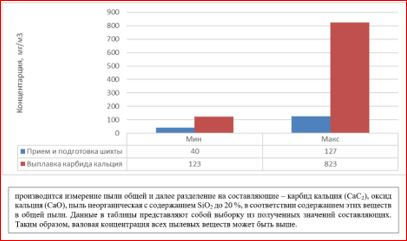 Концентарция, мг/м3
900
800
700
600
500
400
300
200
100
0
Мин Макс
Прием и подготовка шихты 40 127
Выплавка карбида кальция 123 823
производится измерение пыли общей и далее разделение на составляющие – карбид кальция (CaC2), оксид
кальция (CaO), пыль неорганическая с содержанием SiO2 до 20 %, в соответствии содержанием этих веществ
в общей пыли. Данные в таблицы представляют собой выборку из полученных значений составляющих.
Таким образом, валовая концентрация всех пылевых веществ может быть выше.